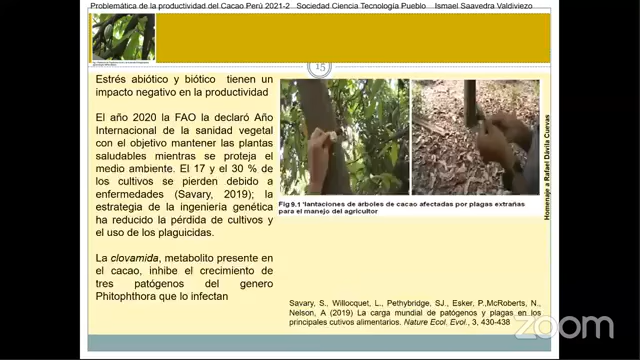 Problemática de la productividad del Cacao Perú 2021-2 Sociedad Ciencia Tecnología Pueblo Ismael Saavedra Valdiviezo
15
Estrés abiótico y biótico tienen un
impacto negativo en la productividad
El año 2020 la FAO la declaró Año
Internacional de la sanidad vegetal
con el objetivo mantener las plantas
saludables mientras se proteja el
medio ambiente. El 17 y el 30 % de
los cultivos se pierden debido a
enfermedades (Savary, 2019); la
estrategia de la ingeniería genética
ha reducido la pérdida de cultivos y
el uso de los plaguicidas.
La clovamida, metabolito presente en
el cacao, inhibe el crecimiento de
tres patógenos del genero
Phitophthora que lo infectan
Fig 9.1 'lantaciones de árboles de cacao afectadas por plagas extrañas
para el manejo del agricultor
Homenaje a Rafael Dávila Cuevas
Savary, S., Willocquet, L., Pethybridge, SJ., Esker, P.,McRoberts, N.,
Nelson, A (2019) La carga mundial de patógenos y plagas en los
principales cutivos alimentarios. Nature Ecol. Evol., 3, 430-438
zoom